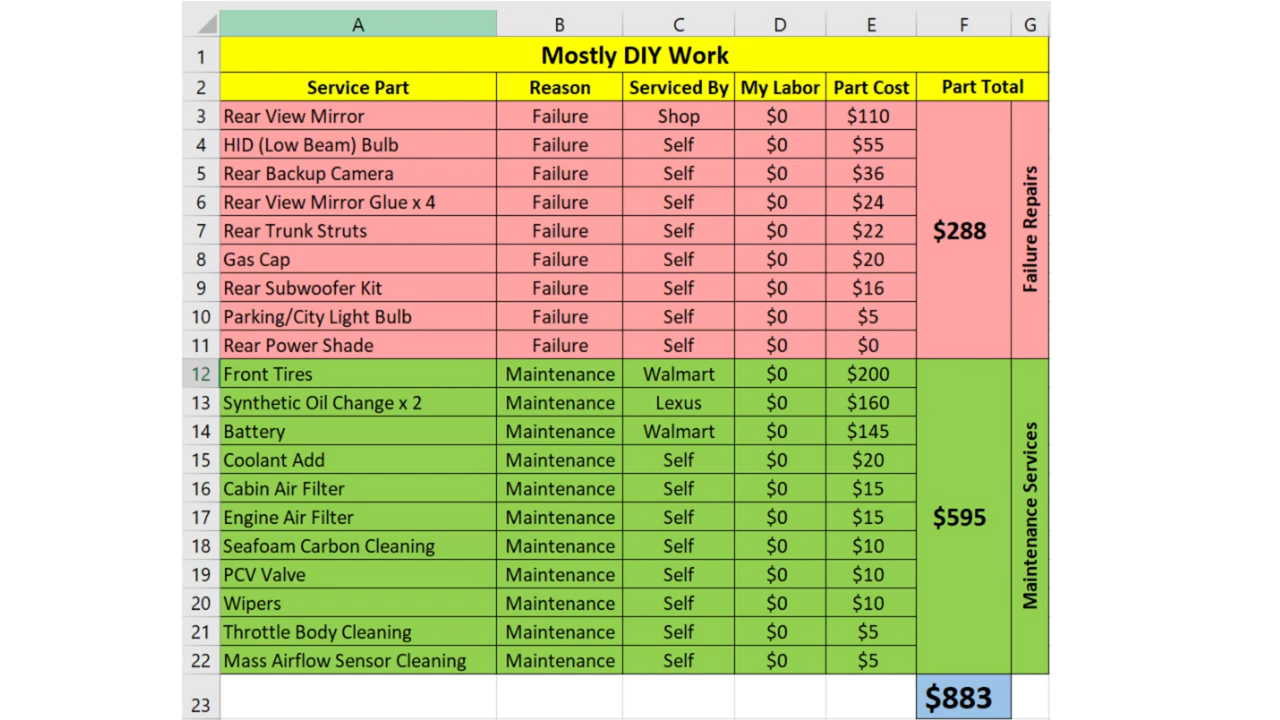 A B C D E F G
1 Mostly DIY Work
2 Service Part Reason Serviced By My Labor Part Cost Part Total
3 Rear View Mirror Failure Shop $0 $110
4 HID (Low Beam) Bulb Failure Self $0 $55
5 Rear Backup Camera Failure Self $0 $36
6 Rear View Mirror Glue x 4 Failure Self $0 $24
7 Rear Trunk Struts Failure Self $0 $22 $288 Failure Repairs
8 Gas Cap Failure Self $0 $20
9 Rear Subwoofer Kit Failure Self $0 $16
10 Parking/City Light Bulb Failure Self $0 $5
11 Rear Power Shade Failure Self $0 $0
12 Front Tires Maintenance Walmart $0 $200
13 Synthetic Oil Change x 2 Maintenance Lexus $0 $160
14 Battery Maintenance Walmart $0 $145
15 Coolant Add Maintenance Self $0 $20
16 Cabin Air Filter Maintenance Self $0 $15
17 Engine Air Filter Maintenance Self $0 $15 $595 Maintenance Services
18 Seafoam Carbon Cleaning Maintenance Self $0 $10
19 PCV Valve Maintenance Self $0 $10
20 Wipers Maintenance Self $0 $10
21 Throttle Body Cleaning Maintenance Self $0 $5
22 Mass Airflow Sensor Cleaning Maintenance Self $0 $5
23 $883